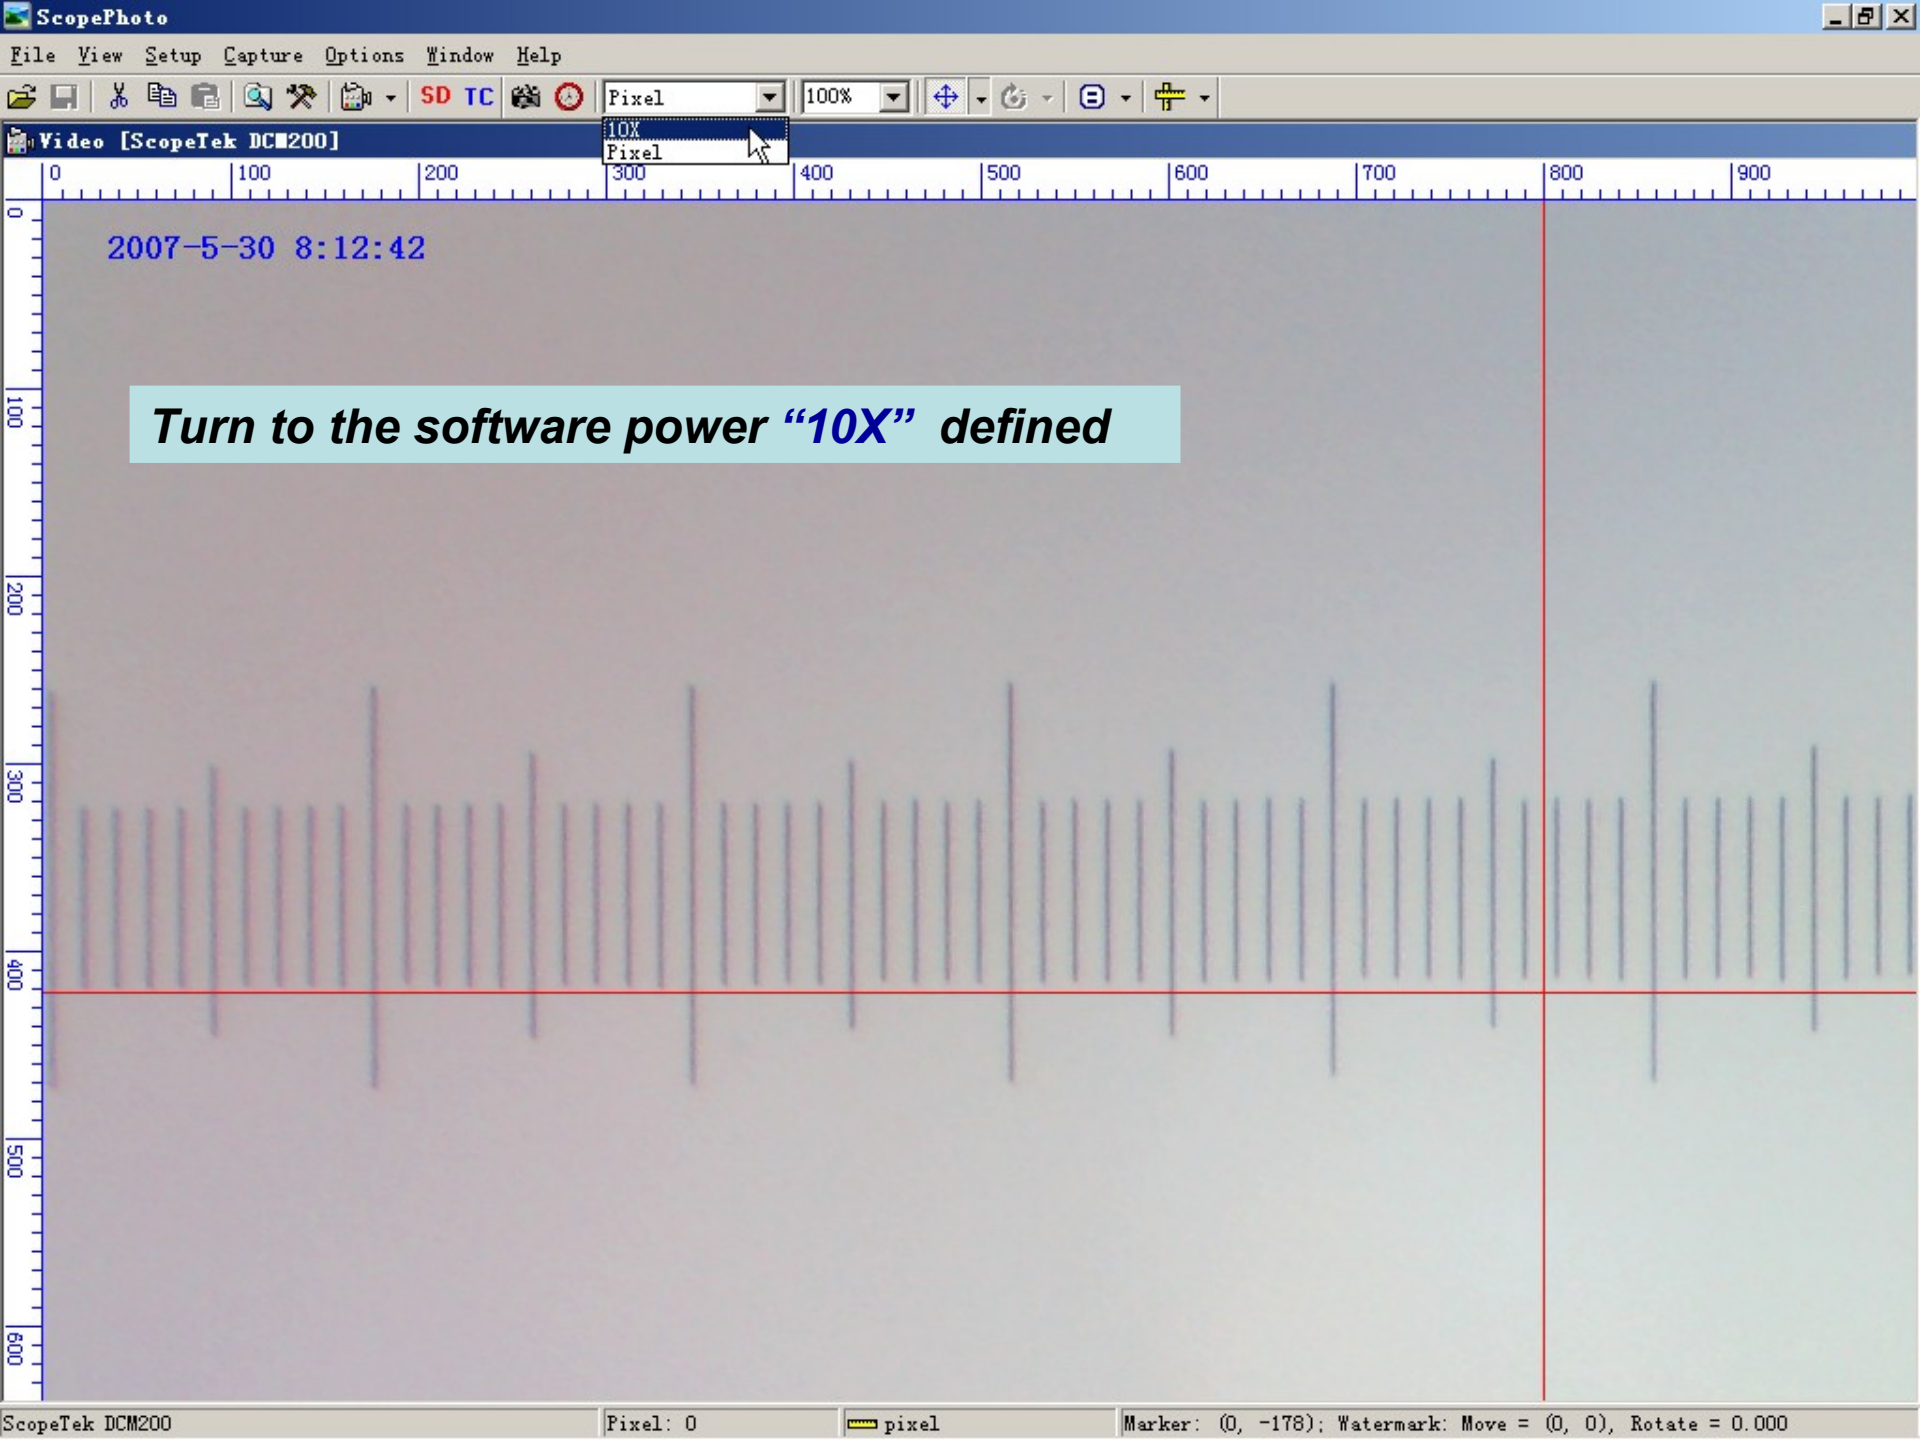 ScopePhoto
File View Setup Capture Options Window Help
SD TC Pixel 100%
10X
Pixel
Video [ScopeTek DCM200]
0 100 200 300 400 500 600 700 800 900
0
2007-5-30 8:12:42
100
Turn to the software power “10X” defined
200
300
400
500
600
ScopeTek DCM200 Pixel: 0 pixel Marker: (0, -178); Watermark: Move = (0, 0), Rotate = 0.000